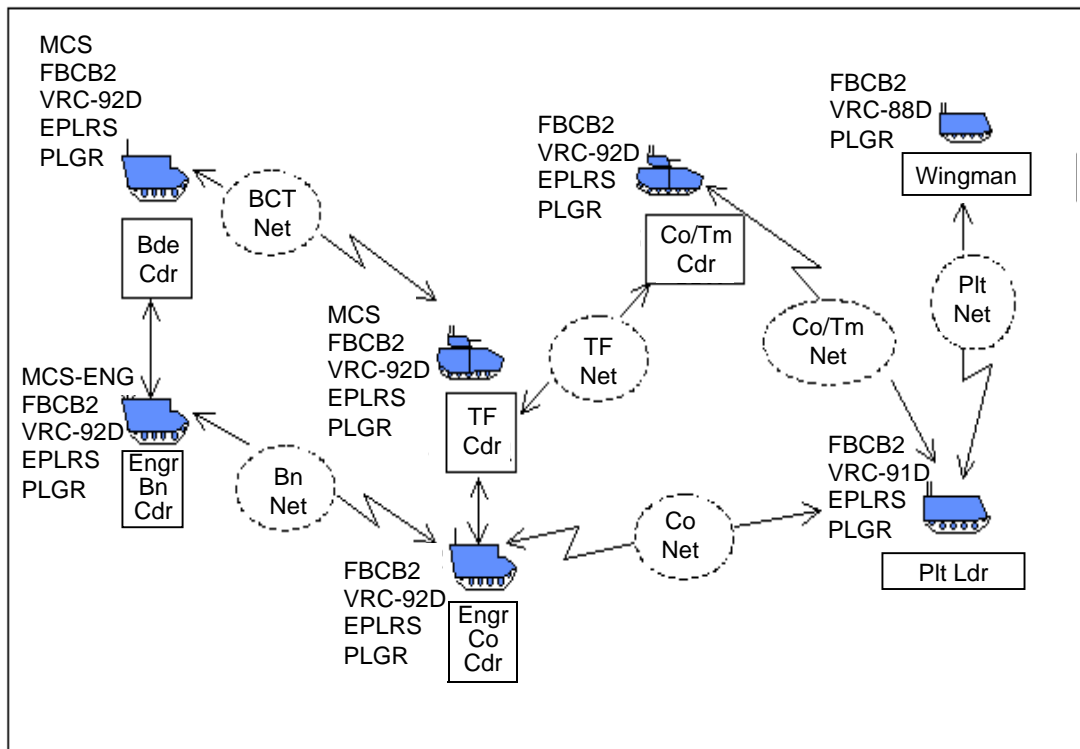 MCS
FBCB2
VRC-92D
EPLRS
PLGR
BCT
Net
Bde
Cdr
FBCB2
VRC-92D
EPLRS
PLGR
Co/Tm
Cdr
FBCB2
VRC-88D
PLGR
Wingman
Plt
Net
Co/Tm
Net
TF
Net
MCS
FBCB2
VRC-92D
EPLRS
PLGR
TF
Cdr
MCS-ENG
FBCB2
VRC-92D
EPLRS
PLGR
Engr
Bn
Cdr
Bn
Net
FBCB2
VRC-92D
EPLRS
PLGR
Engr
Co
Cdr
Co
Net
FBCB2
VRC-91D
EPLRS
PLGR
Plt Ldr